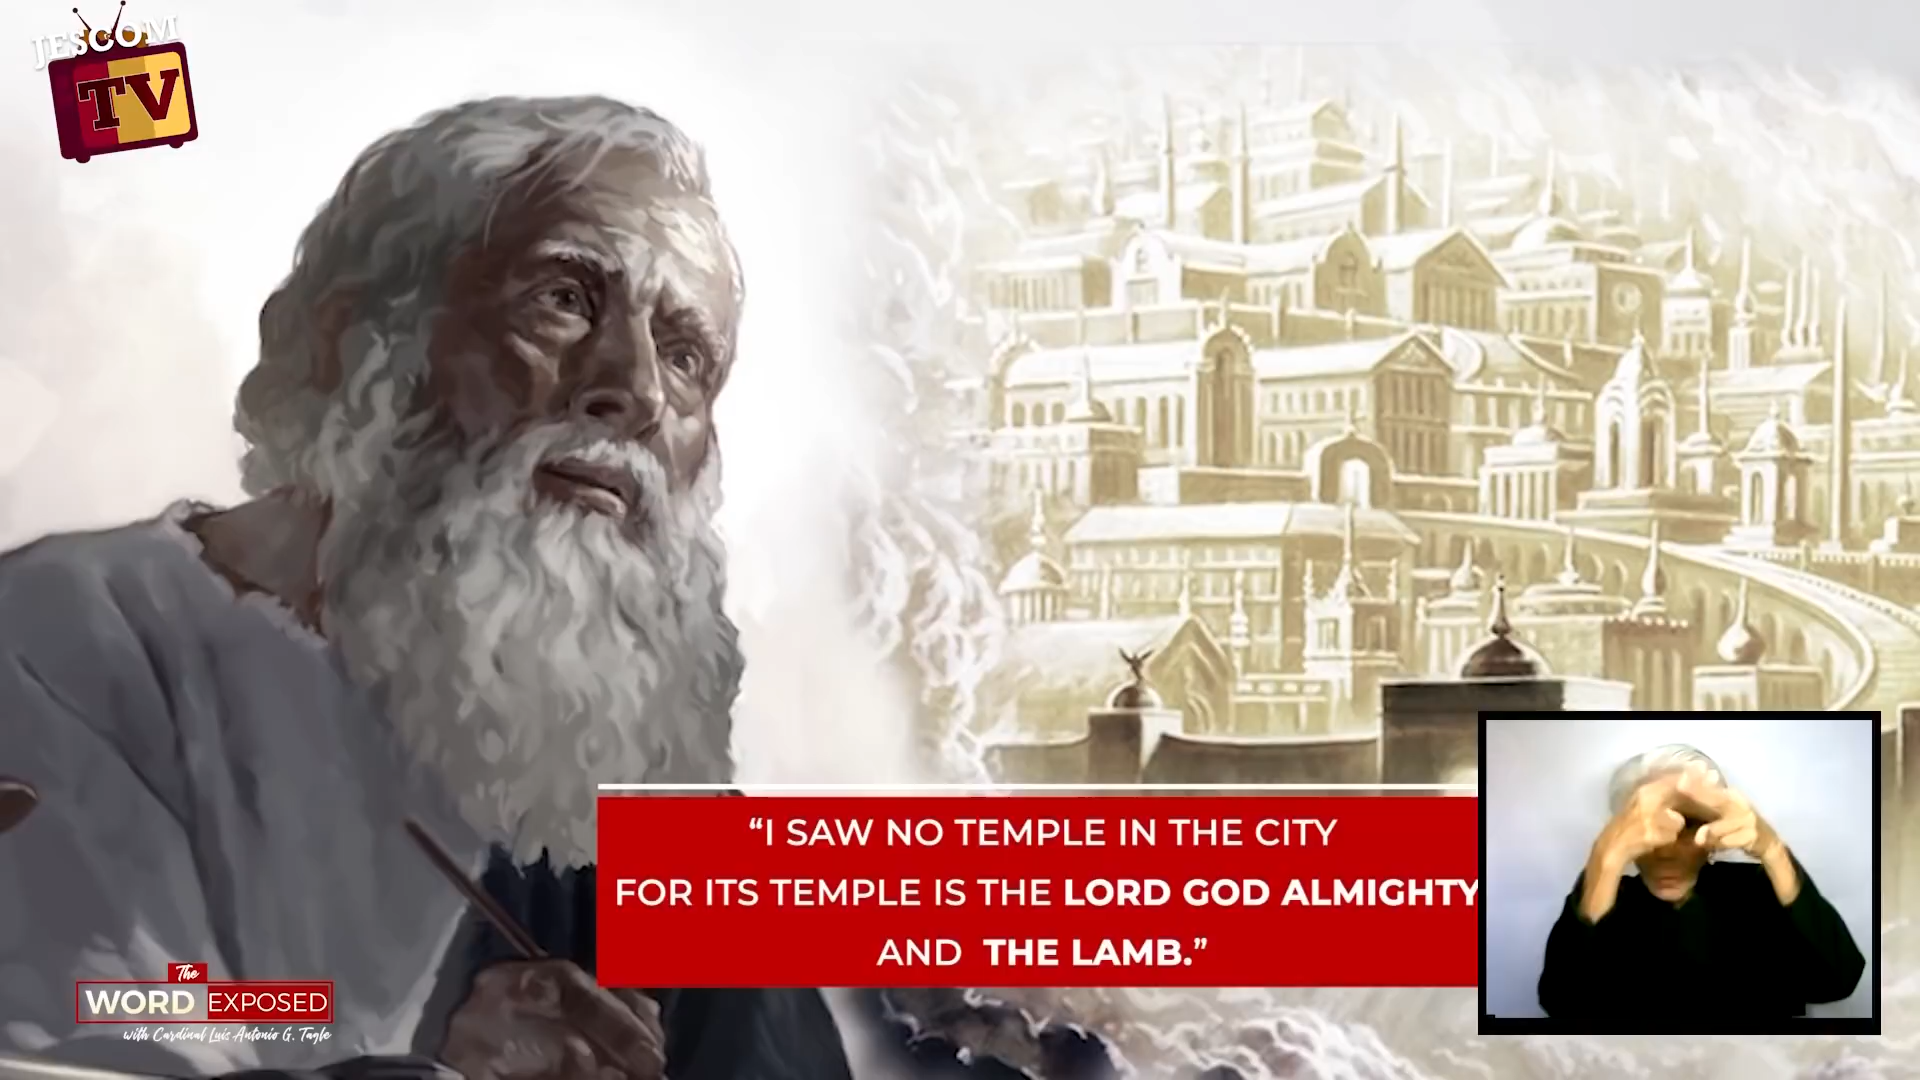 JESCOM
TV
“I SAW NO TEMPLE IN THE CITY
FOR ITS TEMPLE IS THE LORD GOD ALMIGHTY
AND THE LAMB.”
The
WORD EXPOSED
with Cardinal Luis Antonio G. Tagle